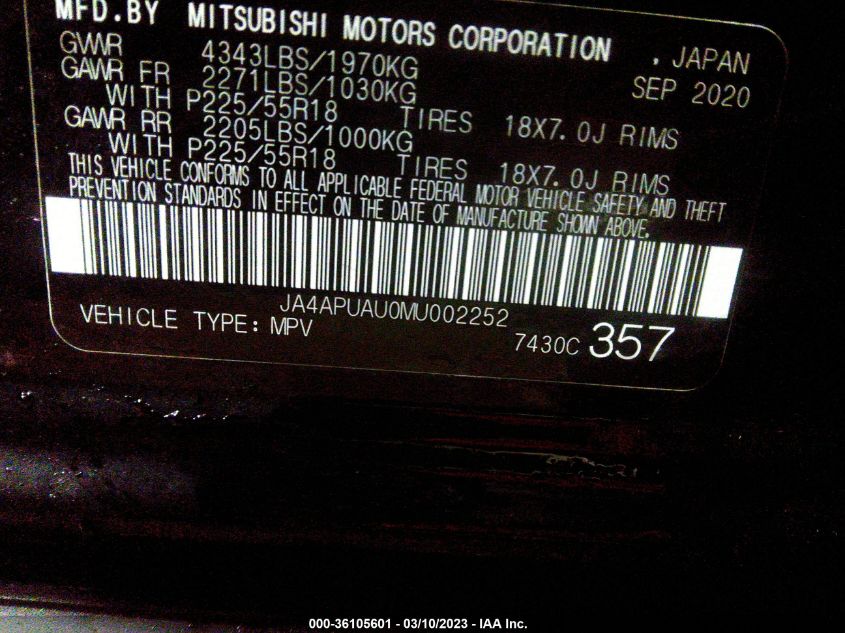 MFD.BY MITSUBISHI MOTORS CORPORATION , JAPAN
GVWR 4343LBS/1970KG SEP 2020
GAWR FR 2271LBS/1030KG
WITH P225/55R18 TIRES 18X7.0J RIMS
GAWR RR 2205LBS/1000KG
WITH P225/55R18 TIRES 18X7.0J RIMS
THIS VEHICLE CONFORMS TO ALL APPLICABLE FEDERAL MOTOR VEHICLE SAFETY AND THEFT
PREVENTION STANDARDS IN EFFECT ON THE DATE OF MANUFACTURE SHOWN ABOVE.
JA4APUAU0MU002252
VEHICLE TYPE: MPV 7430C 357
000-36105601 - 03/10/2023 - IAA Inc.